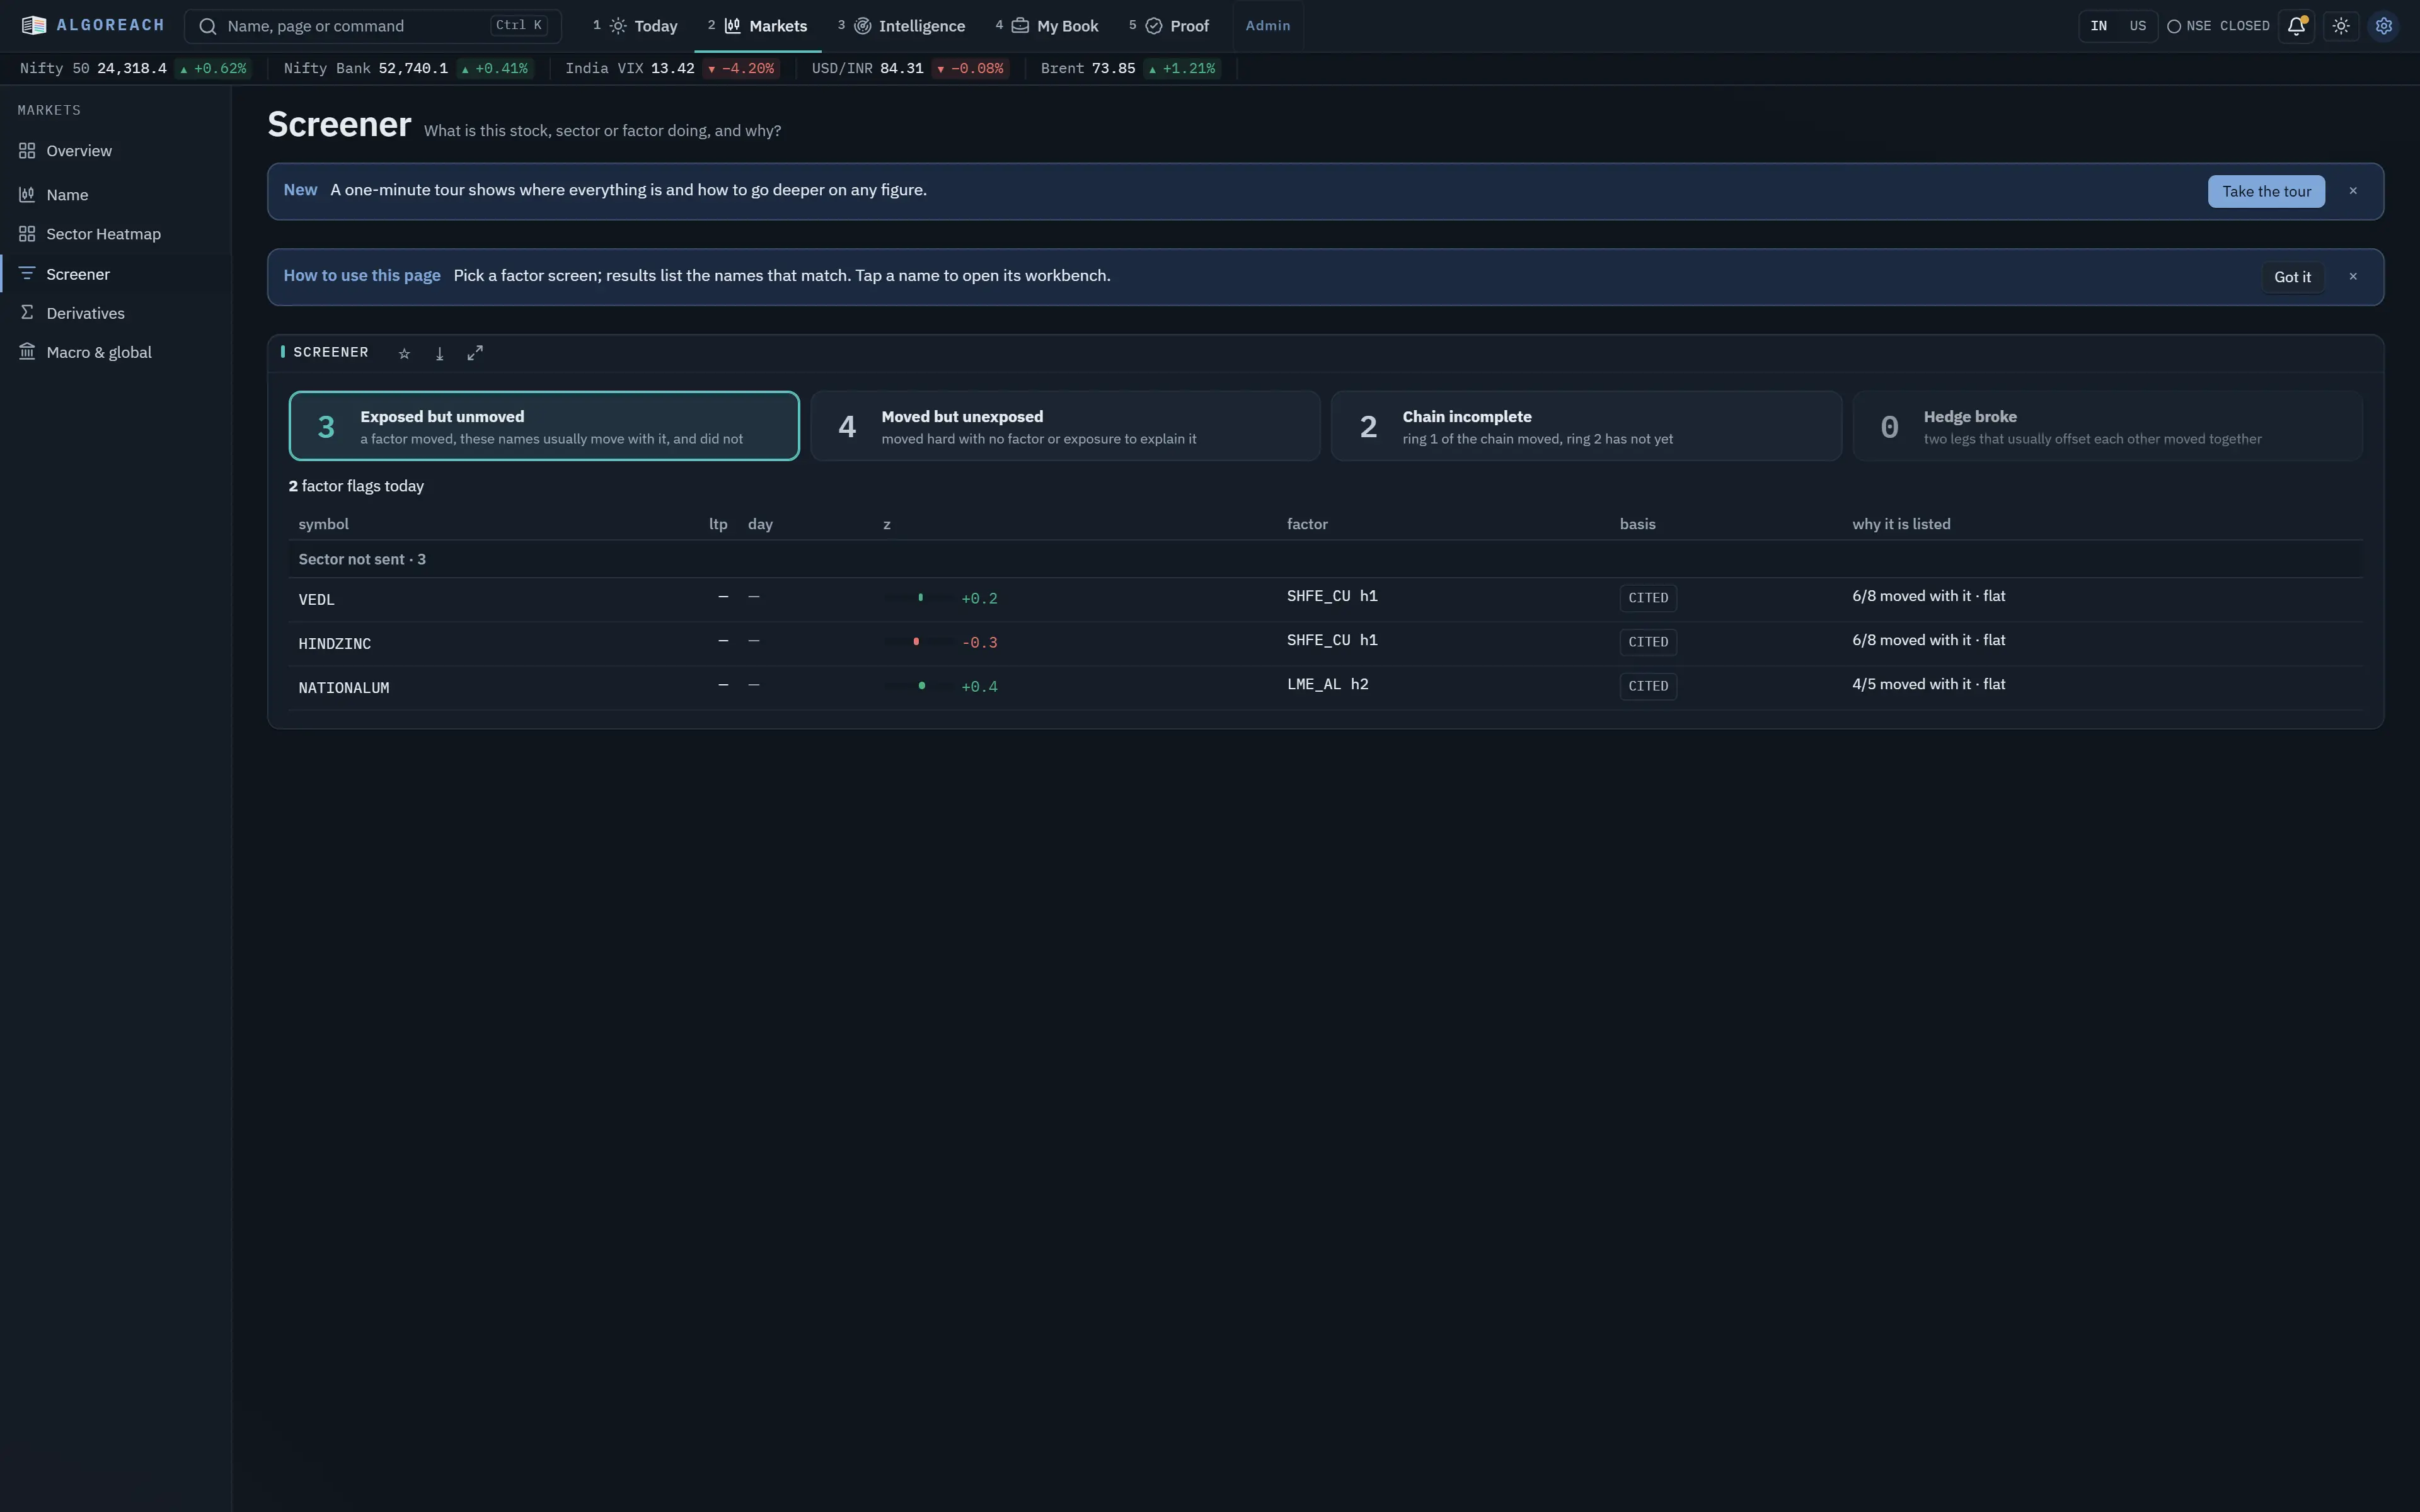 ALGOREACH Name, page or command Ctrl K 1 Today 2 Markets 3 Intelligence 4 My Book 5 Proof Admin IN US NSE CLOSED
Nifty 50 24,318.4 ▲ +0.62% Nifty Bank 52,740.1 ▲ +0.41% India VIX 13.42 ▼ −4.20% USD/INR 84.31 ▼ −0.08% Brent 73.85 ▲ +1.21%
MARKETS
Overview
Name
Sector Heatmap
Screener
Derivatives
Macro & global
Screener What is this stock, sector or factor doing, and why?
New A one-minute tour shows where everything is and how to go deeper on any figure. Take the tour ×
How to use this page Pick a factor screen; results list the names that match. Tap a name to open its workbench. Got it ×
SCREENER
3 Exposed but unmoved
a factor moved, these names usually move with it, and did not
4 Moved but unexposed
moved hard with no factor or exposure to explain it
2 Chain incomplete
ring 1 of the chain moved, ring 2 has not yet
0 Hedge broke
two legs that usually offset each other moved together
2 factor flags today
symbol ltp day z factor basis why it is listed
Sector not sent · 3
VEDL — — +0.2 SHFE_CU h1 CITED 6/8 moved with it · flat
HINDZINC — — -0.3 SHFE_CU h1 CITED 6/8 moved with it · flat
NATIONALUM — — +0.4 LME_AL h2 CITED 4/5 moved with it · flat